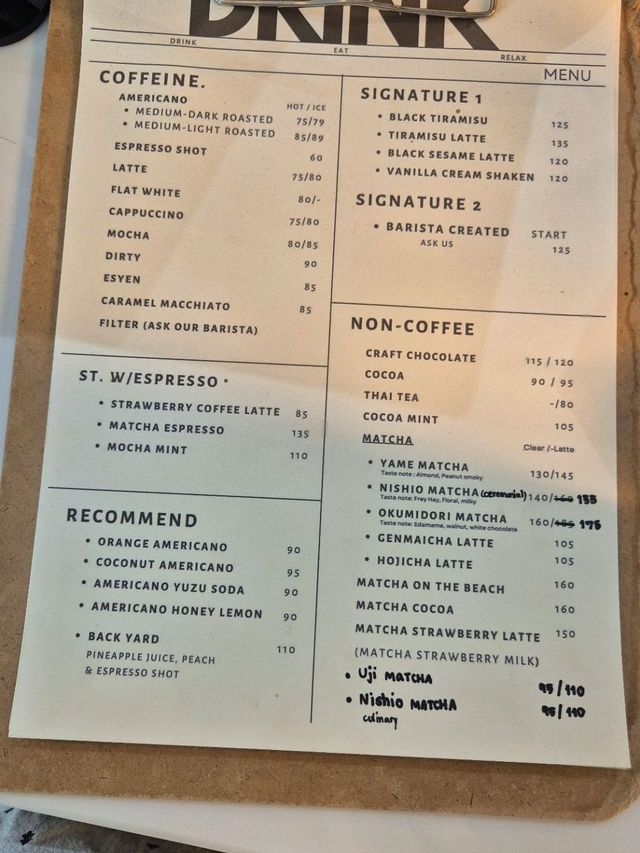 DRINK
DRINK EAT RELAX
MENU
COFFEINE.
AMERICANO HOT / ICE
• MEDIUM-DARK ROASTED 75/79
• MEDIUM-LIGHT ROASTED 85/89
ESPRESSO SHOT 60
LATTE 75/80
FLAT WHITE 80/-
CAPPUCCINO 75/80
MOCHA 80/85
DIRTY 90
ESYEN 85
CARAMEL MACCHIATO 85
FILTER (ASK OUR BARISTA)
ST. W/ESPRESSO
• STRAWBERRY COFFEE LATTE 85
• MATCHA ESPRESSO 135
• MOCHA MINT 110
RECOMMEND
• ORANGE AMERICANO 90
• COCONUT AMERICANO 95
• AMERICANO YUZU SODA 90
• AMERICANO HONEY LEMON 90
• BACK YARD 110
PINEAPPLE JUICE, PEACH
& ESPRESSO SHOT
SIGNATURE 1
• BLACK TIRAMISU 125
• TIRAMISU LATTE 135
• BLACK SESAME LATTE 120
• VANILLA CREAM SHAKEN 120
SIGNATURE 2
• BARISTA CREATED START
ASK US 125
NON-COFFEE
CRAFT CHOCOLATE 115 / 120
COCOA 90 / 95
THAI TEA -/80
COCOA MINT 105
MATCHA Clear /-Latte
• YAME MATCHA 130/145
Taste note: Almond, Peanut smoky
• NISHIO MATCHA (ceremonial) 140/160 155
Taste note: Frey Hay, Floral, milky
• OKUMIDORI MATCHA 160/185 175
Taste note: Edamame, walnut, white chocolate
• GENMAICHA LATTE 105
• HOJICHA LATTE 105
MATCHA ON THE BEACH 160
MATCHA COCOA 160
MATCHA STRAWBERRY LATTE 150
(MATCHA STRAWBERRY MILK)
• Uji MATCHA 95/110
• Nishio MATCHA 95/110
culinary